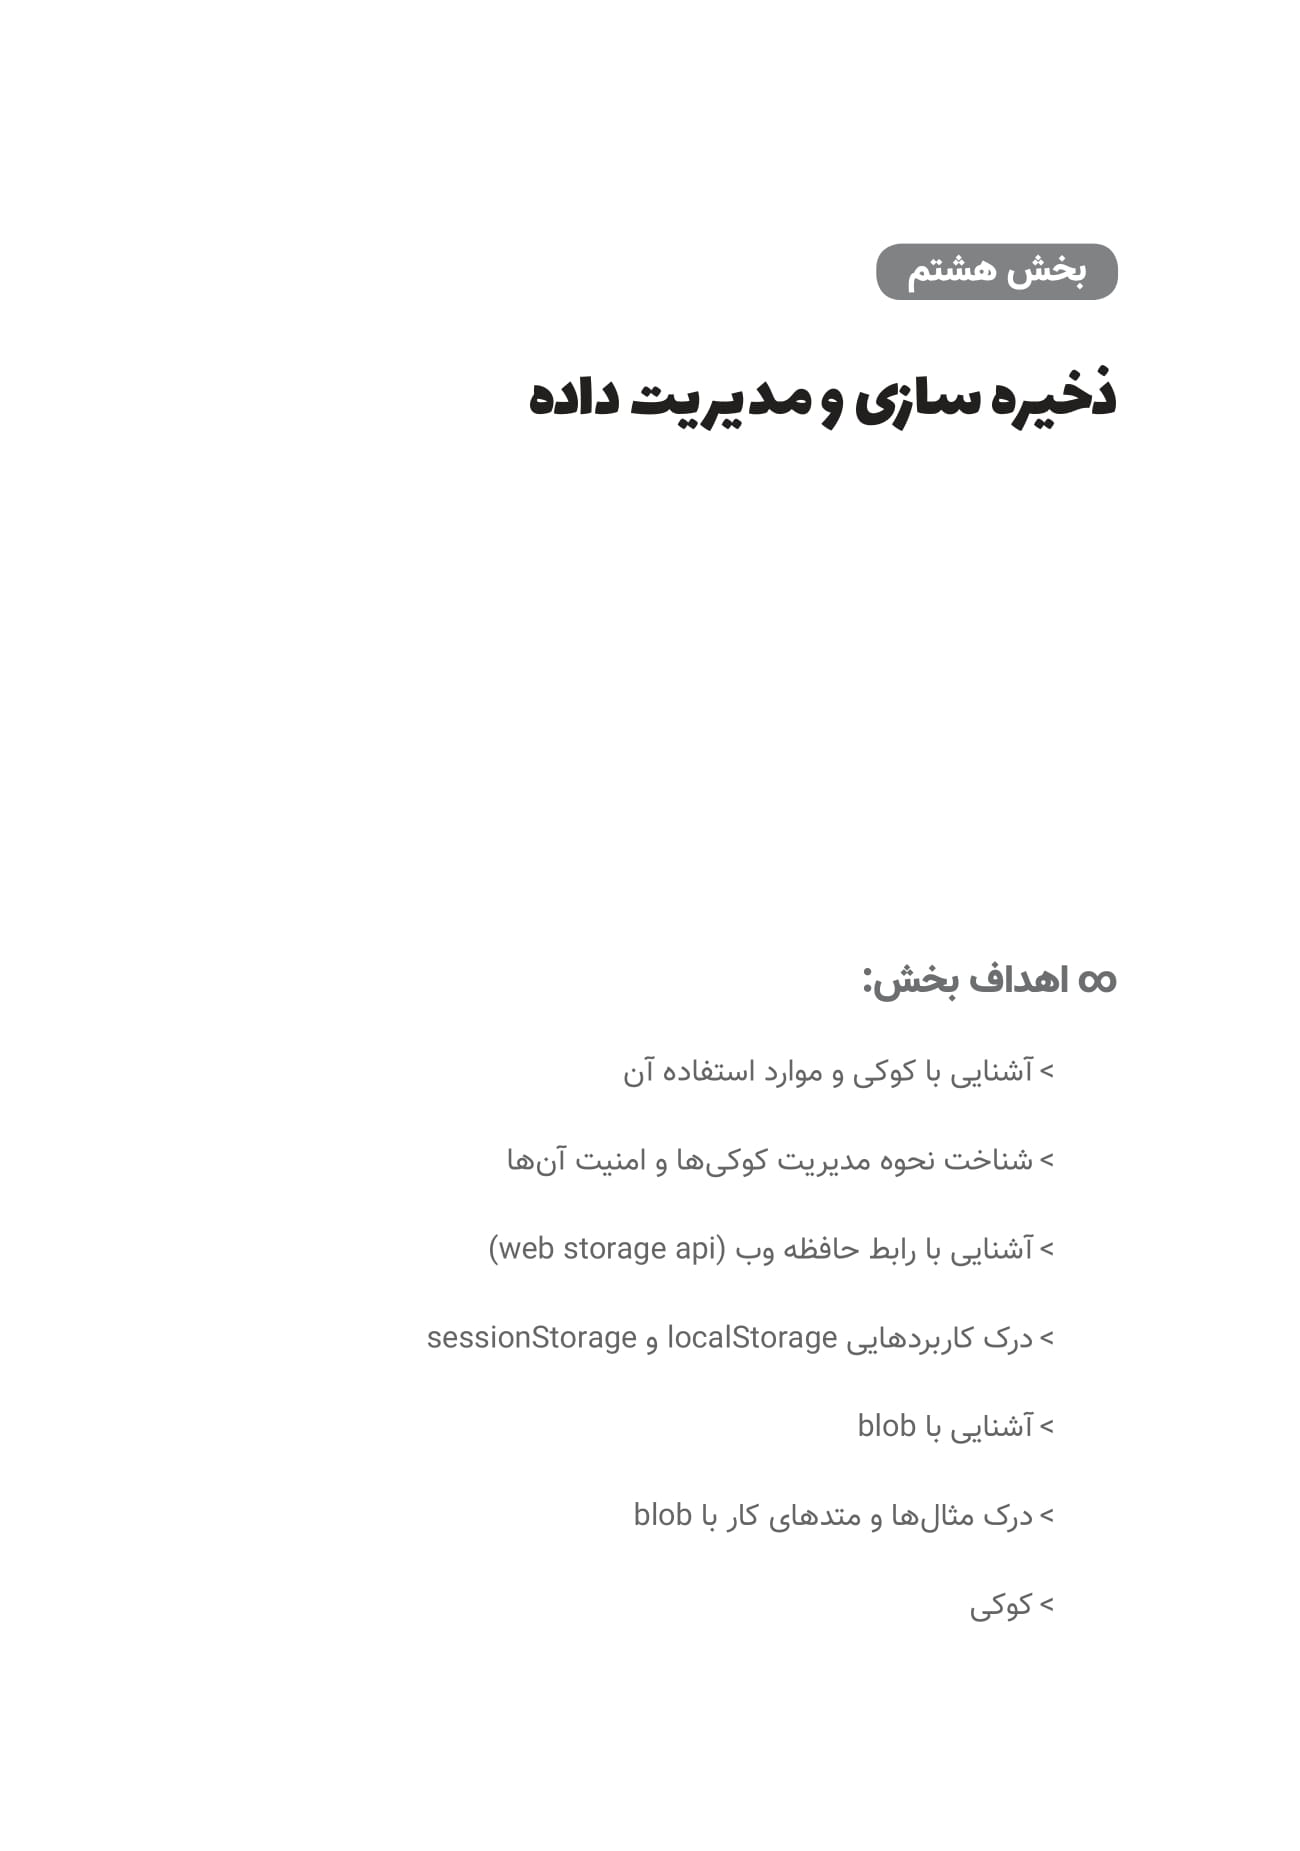 بخش هشتم
ذخیره سازی و مدیریت داده
∞ اهداف بخش:
> آشنایی با کوکی و موارد استفاده آن
> شناخت نحوه مدیریت کوکی‌ها و امنیت آن‌ها
> آشنایی با رابط حافظه وب (web storage api)
> درک کاربردهایی localStorage و sessionStorage
> آشنایی با blob
> درک مثال‌ها و متدهای کار با blob
> کوکی